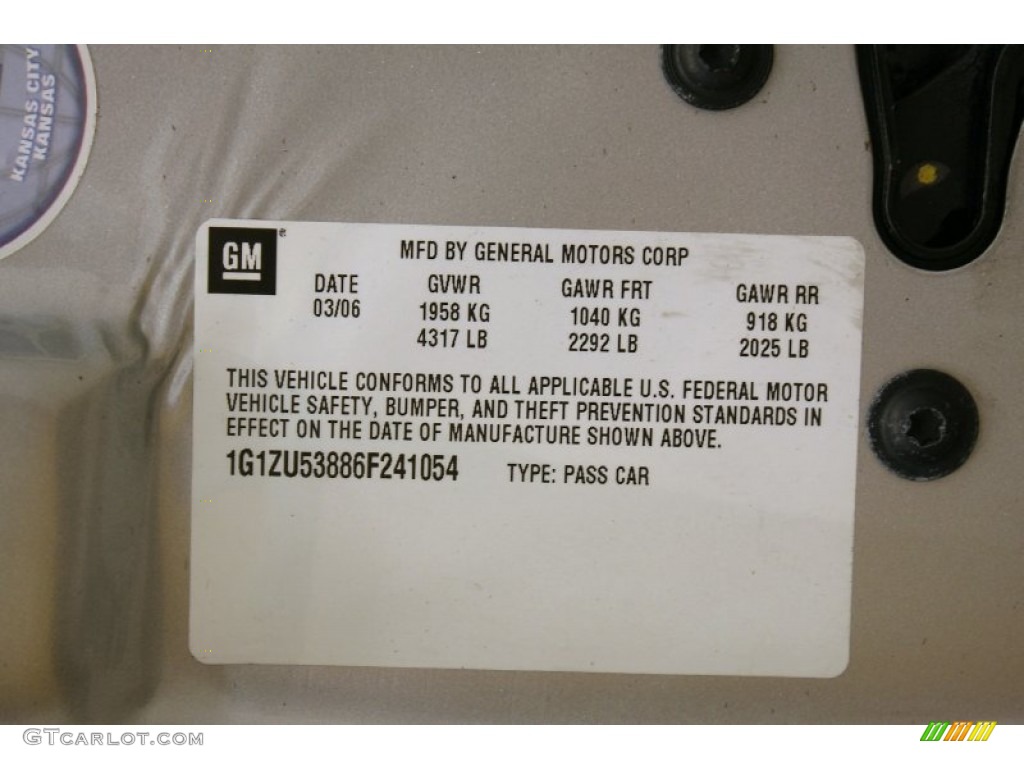 KANSAS CITY
KANSAS
GM®
MFD BY GENERAL MOTORS CORP
DATE GVWR GAWR FRT GAWR RR
03/06 1958 KG 1040 KG 918 KG
4317 LB 2292 LB 2025 LB
THIS VEHICLE CONFORMS TO ALL APPLICABLE U.S. FEDERAL MOTOR
VEHICLE SAFETY, BUMPER, AND THEFT PREVENTION STANDARDS IN
EFFECT ON THE DATE OF MANUFACTURE SHOWN ABOVE.
1G1ZU53886F241054 TYPE: PASS CAR
GTCARLOT.COM